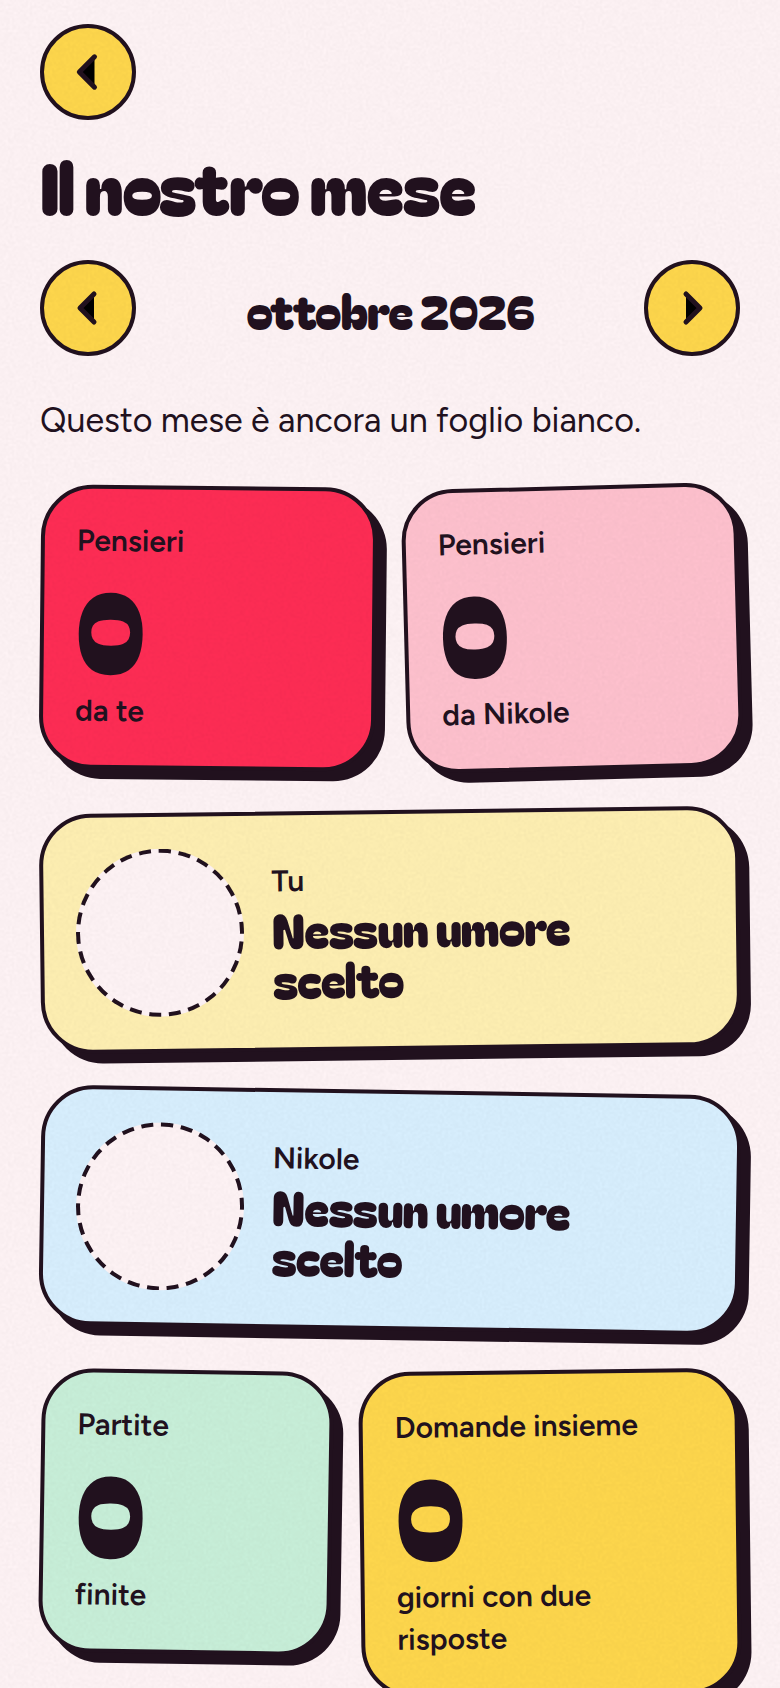 Il nostro mese
ottobre 2026
Questo mese è ancora un foglio bianco.
Pensieri
0
da te
Pensieri
0
da Nikole
Tu
Nessun umore
scelto
Nikole
Nessun umore
scelto
Partite
0
finite
Domande insieme
0
giorni con due
risposte